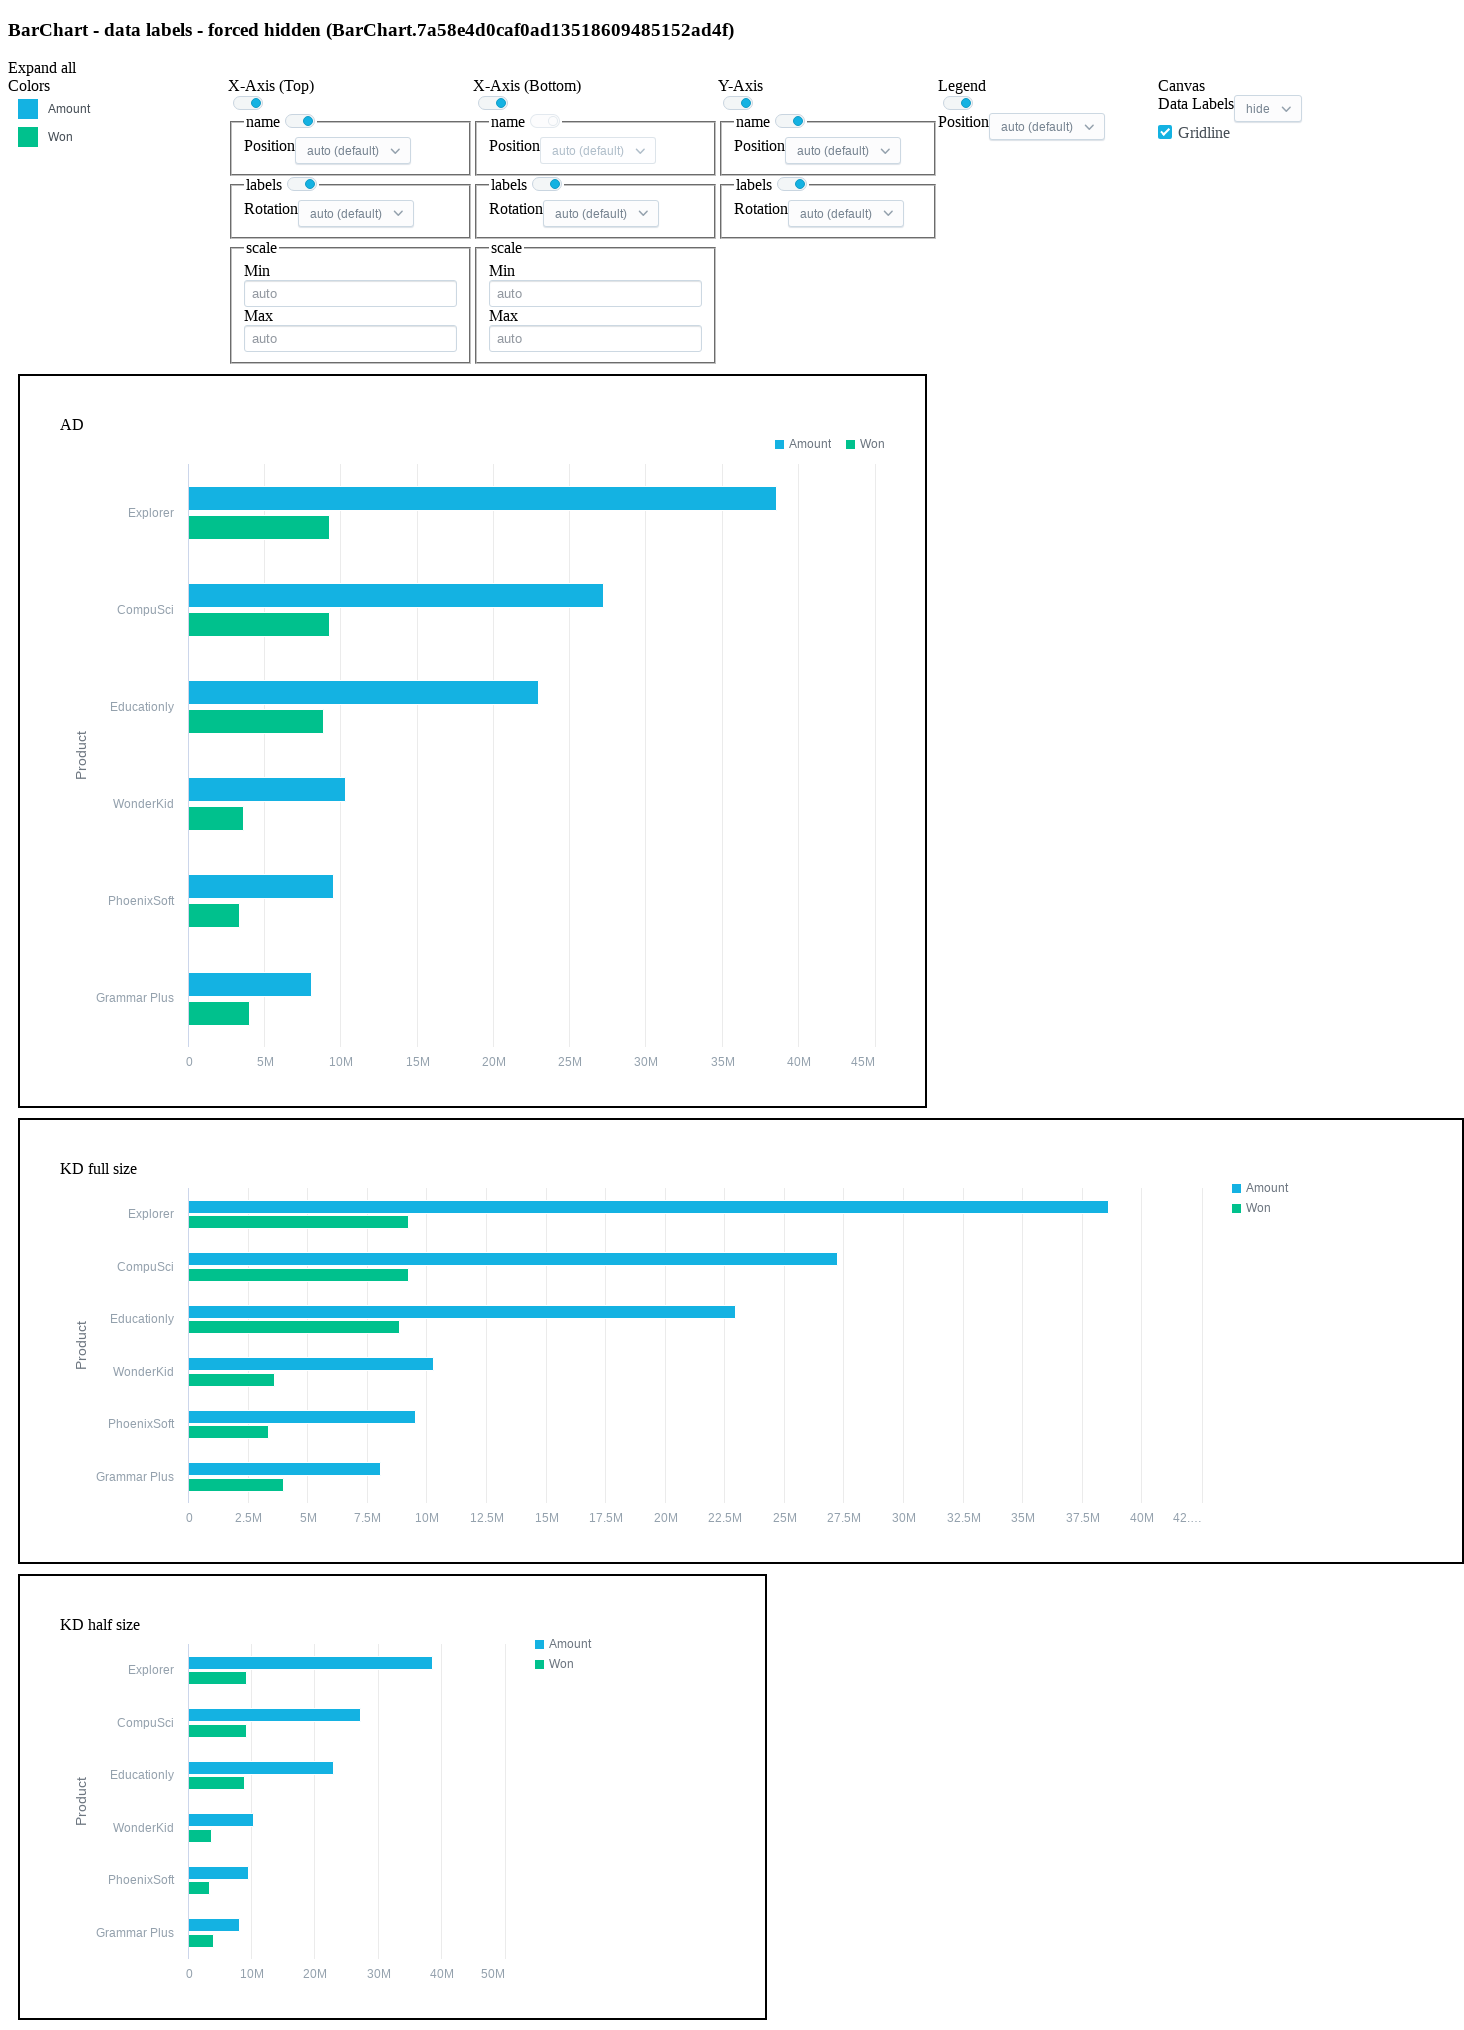 BarChart - data labels - forced hidden (BarChart.7a58e4d0caf0ad13518609485152ad4f)
Expand all
Colors
Amount
Won
X-Axis (Top)
name
Position auto (default)
labels
Rotation auto (default)
scale
Min
auto
Max
auto
X-Axis (Bottom)
name
Position auto (default)
labels
Rotation auto (default)
scale
Min
auto
Max
auto
Y-Axis
name
Position auto (default)
labels
Rotation auto (default)
Legend
Position auto (default)
Canvas
Data Labels hide
Gridline
AD
Amount Won
Explorer
CompuSci
Educationly
WonderKid
PhoenixSoft
Grammar Plus
Product
0 5M 10M 15M 20M 25M 30M 35M 40M 45M
KD full size
Amount
Won
Explorer
CompuSci
Educationly
WonderKid
PhoenixSoft
Grammar Plus
Product
0 2.5M 5M 7.5M 10M 12.5M 15M 17.5M 20M 22.5M 25M 27.5M 30M 32.5M 35M 37.5M 40M 42....
KD half size
Amount
Won
Explorer
CompuSci
Educationly
WonderKid
PhoenixSoft
Grammar Plus
Product
0 10M 20M 30M 40M 50M